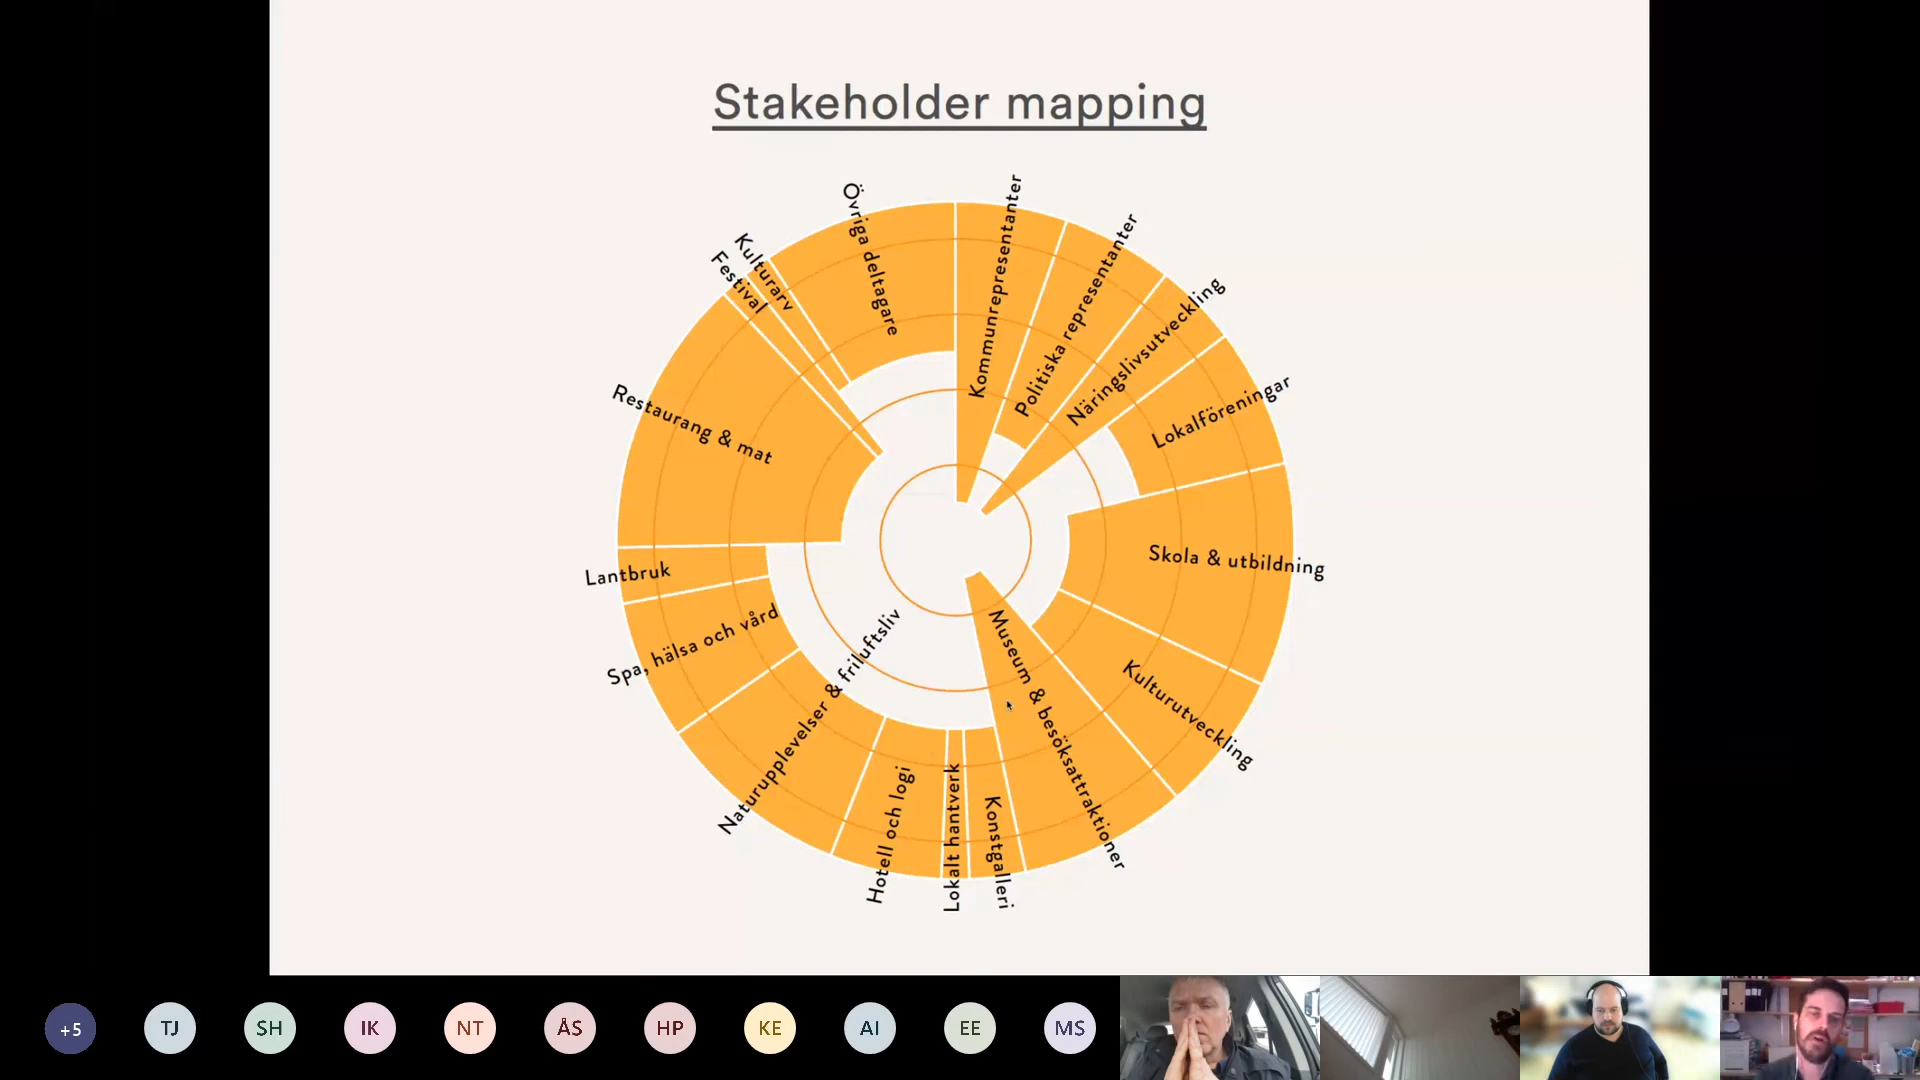 Stakeholder mapping
Kommunrepresentanter
Politiska representanter
Näringslivsutveckling
Lokalföreningar
Skola & utbildning
Kulturutveckling
Museum & besöksattraktioner
Konstgalleri
Lokalt hantverk
Hotell och logi
Naturupplevelser & friluftsliv
Spa, hälsa och vård
Lantbruk
Restaurang & mat
Festival
Kulturarv
Övriga deltagare
+5
TJ
SH
IK
NT
ÅS
HP
KE
AI
EE
MS